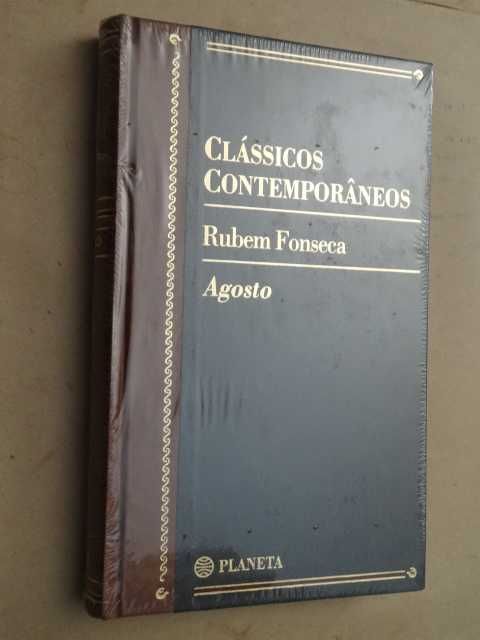 CLÁSSICOS
CONTEMPORÂNEOS
Rubem Fonseca
Agosto
PLANETA